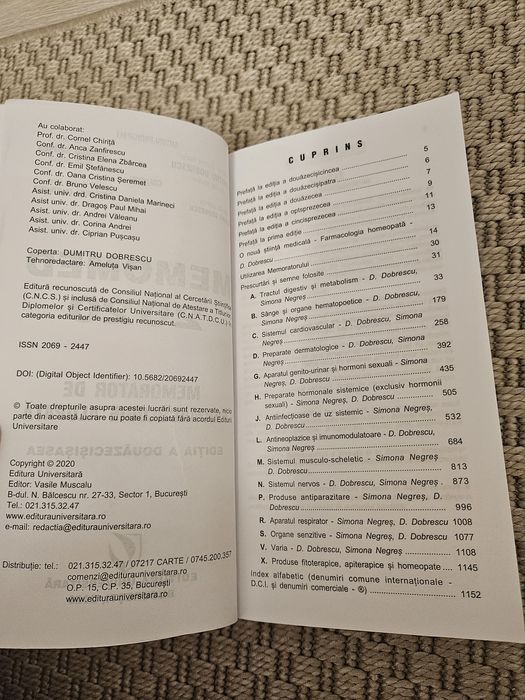 Au colaborat:
Prof. dr. Cornel Chiriță
Conf. dr. Anca Zanfirescu
Conf. dr. Cristina Elena Zbârcea
Conf. dr. Emil Ștefănescu
Conf. dr. Oana Cristina Șeremet
Conf. dr. Bruno Velescu
Asist. univ. drd. Cristina Daniela Marineci
Asist univ. dr. Dragoș Paul Mihai
Asist. univ. dr. Andrei Văleanu
Asist. univ. dr. Corina Andrei
Asist. univ. dr. Ciprian Pușcașu
Coperta: DUMITRU DOBRESCU
Tehnoredactare: Ameluța Vișan
Editură recunoscută de Consiliul Național al Cercetării Științifice
(C.N.C.S.) și inclusă de Consiliul Național de Atestare a Titlurilor
Diplomelor și Certificatelor Universitare (C.N.A.T.D.C.U.) în
categoria editurilor de prestigiu recunoscut.
ISSN 2069 - 2447
DOI: (Digital Object Identifier): 10.5682/20692447
© Toate drepturile asupra acestei lucrări sunt rezervate, nicio
parte din această lucrare nu poate fi copiată fără acordul Editurii
Universitare
Copyright © 2020
Editura Universitară
Editor: Vasile Muscalu
B-dul. N. Bălcescu nr. 27-33, Sector 1, București
Tel.: 021.315.32.47
www.editurauniversitara.ro
e-mail: redactia@editurauniversitara.ro
Distribuție: tel.: 021.315.32.47 / 07217 CARTE / 0745.200.357
comenzi@editurauniversitara.ro
O.P. 15, C.P. 35, București
www.editurauniversitara.ro
CUPRINS
Prefață la ediția a douăzecișicincea 5
Prefață la ediția a douăzecișipatra 6
Prefață la ediția a douăzecea 7
Prefață la ediția a optsprezecea 9
Prefață la ediția a cincisprezecea 11
Prefață la prima ediție 13
O nouă știință medicală - Farmacologia homeopată -
D. Dobrescu 14
Utilizarea Memoratorului 30
Prescurtări și semne folosite 31
A. Tractul digestiv și metabolism - D. Dobrescu,
Simona Negreș 33
B. Sânge și organe hematopoetice - D. Dobrescu,
Simona Negreș 179
C. Sistemul cardiovascular - D. Dobrescu, Simona
Negreș 258
D. Preparate dermatologice - D. Dobrescu, Simona
Negreș 392
G. Aparatul genito-urinar și hormoni sexuali - Simona
Negreș, D. Dobrescu 435
H. Preparate hormonale sistemice (exclusiv hormonii
sexuali) - Simona Negreș, D. Dobrescu 505
J. Antiinfecțioase de uz sistemic - Simona Negreș,
D. Dobrescu 532
L. Antineoplazice și imunomodulatoare - D. Dobrescu,
Simona Negreș 684
M. Sistemul musculo-scheletic - Simona Negreș
D. Dobrescu 813
N. Sistemul nervos - D. Dobrescu, Simona Negreș . 873
P. Produse antiparazitare - Simona Negreș, D.
Dobrescu 996
R. Aparatul respirator - Simona Negreș, D. Dobrescu 1008
S. Organe senzitive - Simona Negreș, D. Dobrescu 1077
V. Varia - D. Dobrescu, Simona Negreș 1108
X. Produse fitoterapice, apiterapice și homeopate 1145
Index alfabetic (denumiri comune internaționale -
D.C.I. și denumiri comerciale - ®) 1152